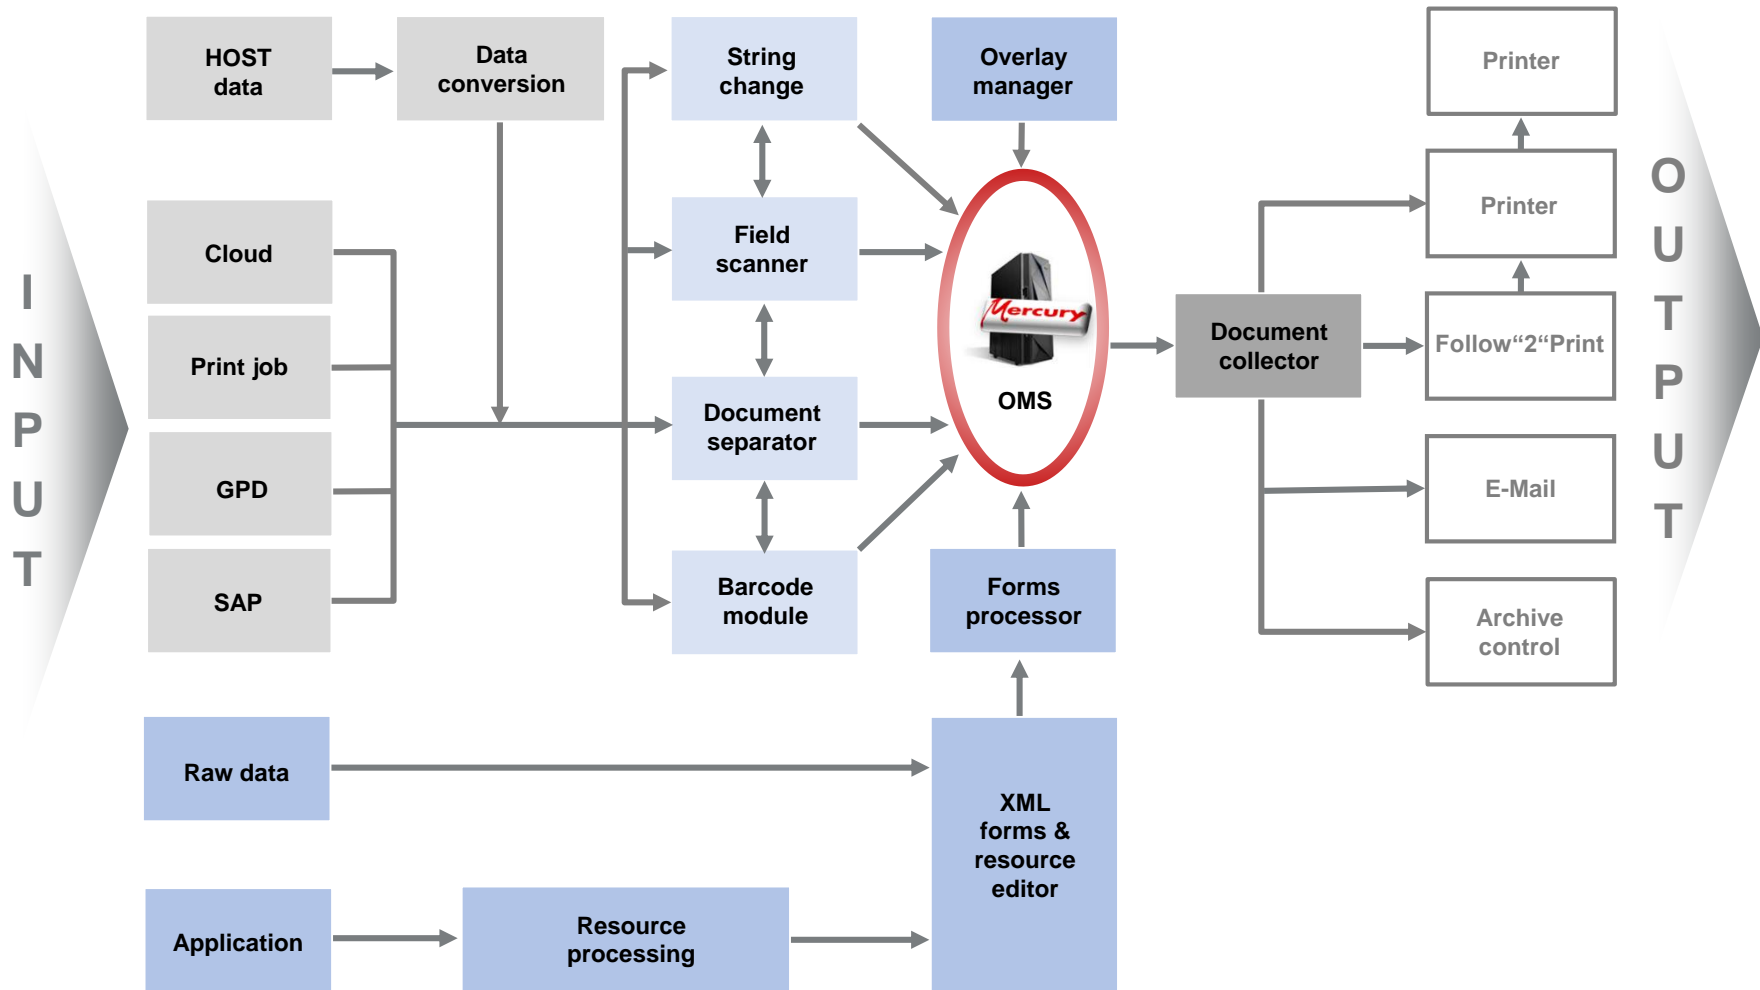 INPUT
HOST
data
Data
conversion
Cloud
Print job
GPD
SAP
String
change
Field
scanner
Document
separator
Barcode
module
Overlay
manager
Mercury
OMS
Forms
processor
Raw data
Application
Resource
processing
XML
forms &
resource
editor
Document
collector
Printer
Printer
Follow“2“Print
E-Mail
Archive
control
OUTPUT